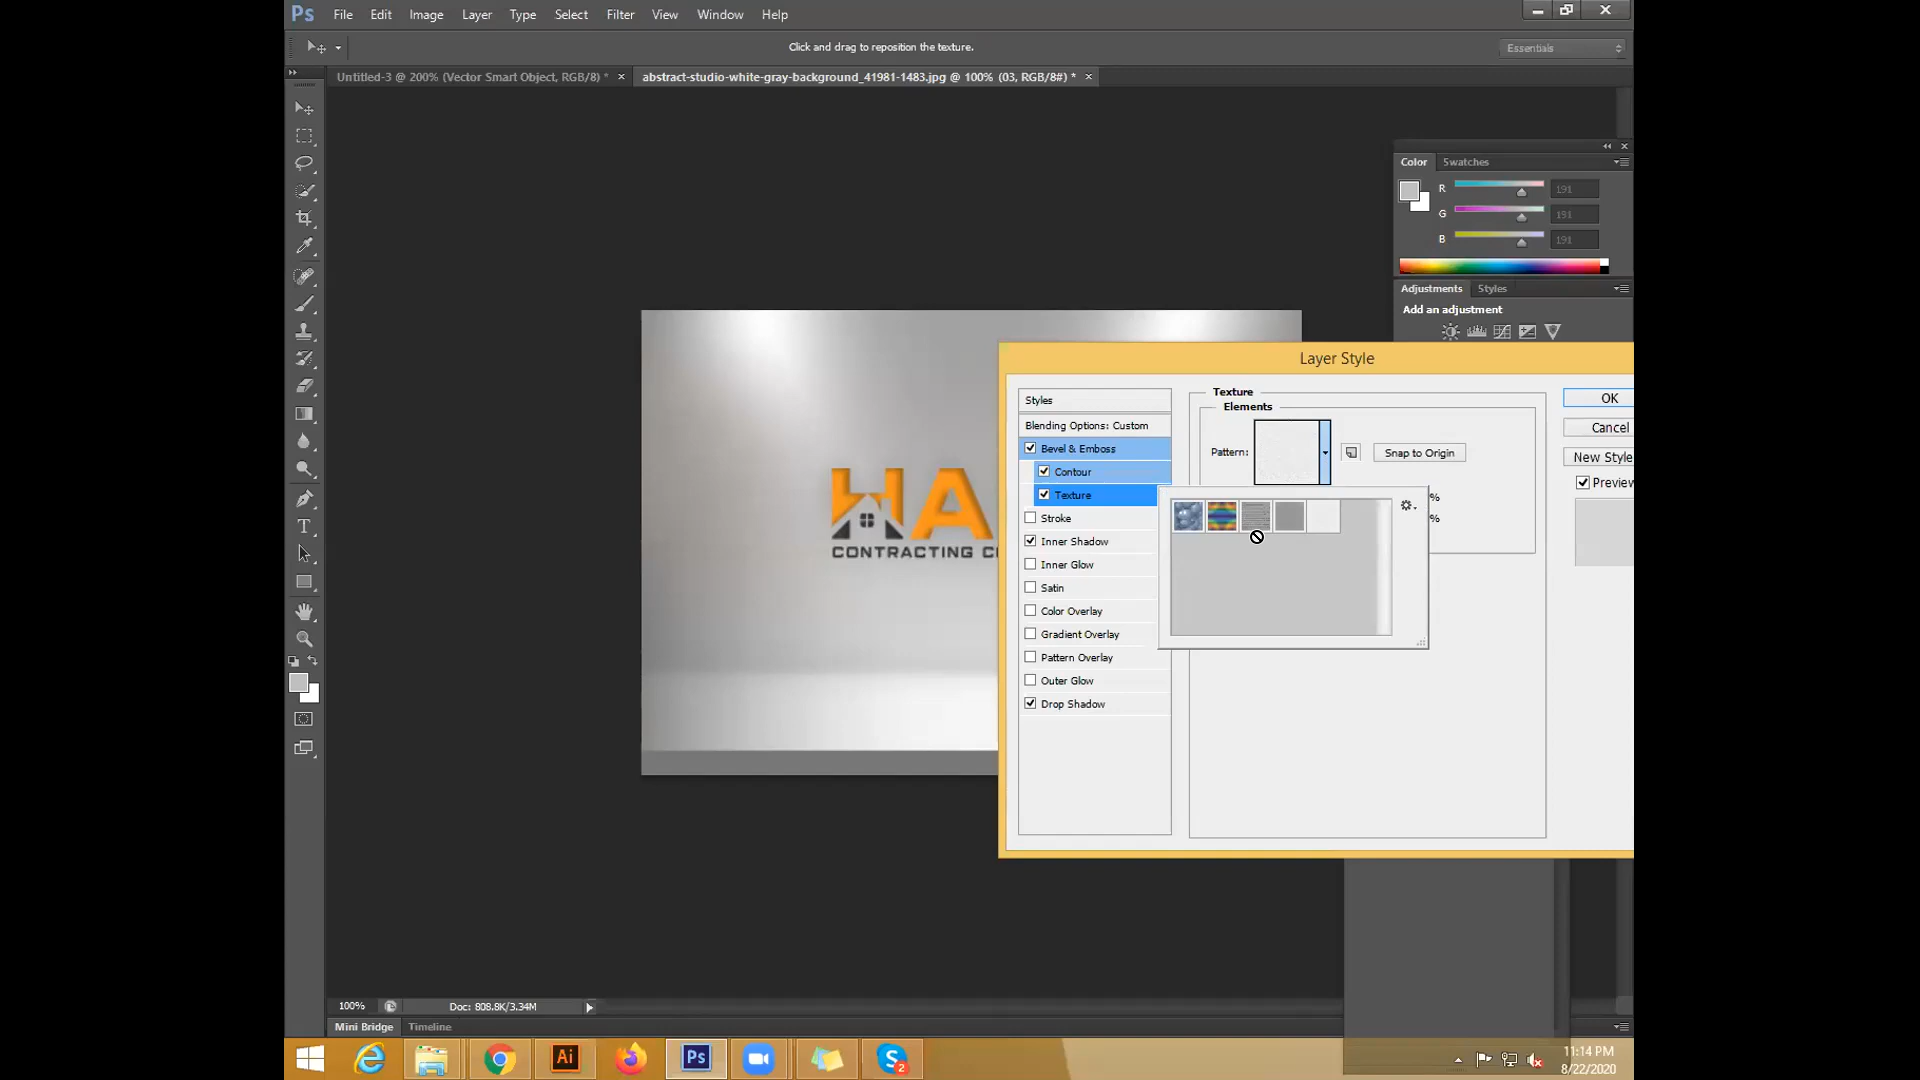 Ps File Edit Image Layer Type Select Filter View Window Help
Click and drag to reposition the texture.
Essentials
Untitled-3 @ 200% (Vector Smart Object, RGB/8) *
abstract-studio-white-gray-background_41981-1483.jpg @ 100% (03, RGB/8#) *
Color Swatches
R 191
G 191
B 191
Adjustments Styles
Add an adjustment
Layer Style
Styles
Blending Options: Custom
Bevel & Emboss
Contour
Texture
Stroke
Inner Shadow
Inner Glow
Satin
Color Overlay
Gradient Overlay
Pattern Overlay
Outer Glow
Drop Shadow
Texture
Elements
Pattern:
Snap to Origin
%
%
OK
Cancel
New Style
Preview
HA
CONTRACTING C
100%
Doc: 808.8K/3.34M
Mini Bridge Timeline
Ai
Ps
S
2
11:14 PM
8/22/2020